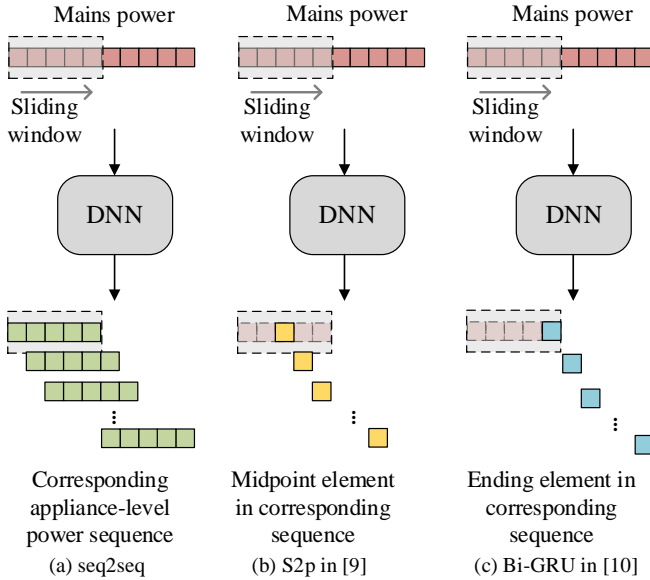 Mains power
Mains power
Mains power
Sliding
window
Sliding
window
Sliding
window
DNN
DNN
DNN
Corresponding
appliance-level
power sequence
(a) seq2seq
Midpoint element
in corresponding
sequence
(b) S2p in [9]
Ending element in
corresponding
sequence
(c) Bi-GRU in [10]